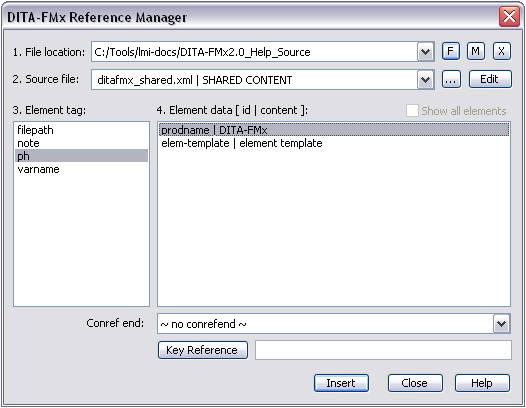 DITA-FMx Reference Manager
X
1. File location: C:/Tools/lmi-docs/DITA-FMx2.0_Help_Source F M X
2. Source file: ditafmx_shared.xml | SHARED CONTENT ... Edit
3. Element tag: 4. Element data [ id | content ]: Show all elements
filepath
note
ph
varname
prodname | DITA-FMx
elem-template | element template
Conref end: ~ no conrefend ~
Key Reference
Insert Close Help